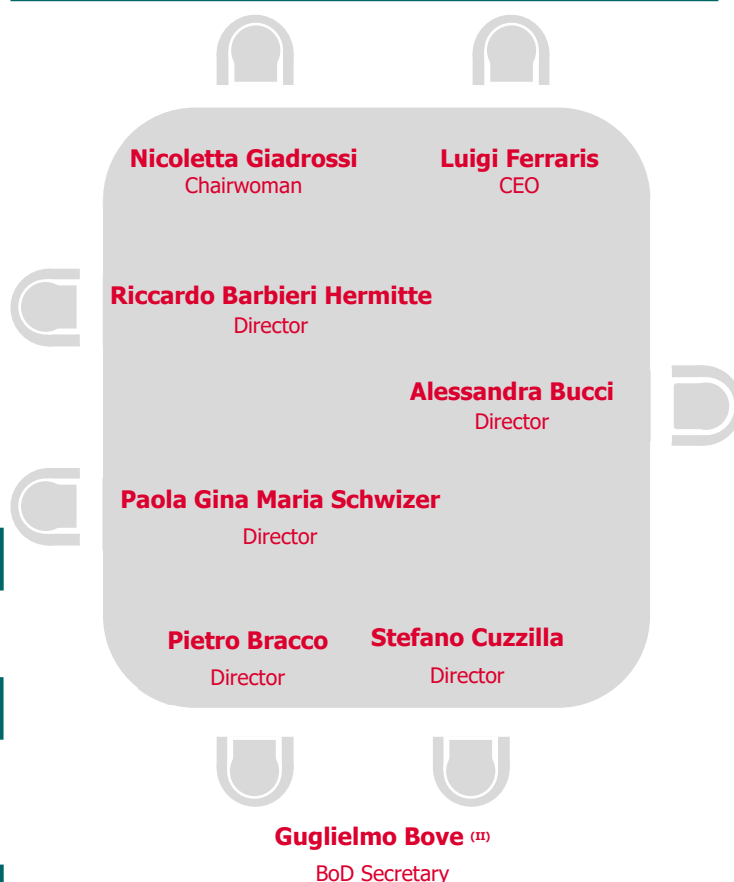 Nicoletta Giadrossi
Chairwoman
Luigi Ferraris
CEO
Riccardo Barbieri Hermitte
Director
Alessandra Bucci
Director
Paola Gina Maria Schwizer
Director
Pietro Bracco
Director
Stefano Cuzzilla
Director
Guglielmo Bove (II)
BoD Secretary